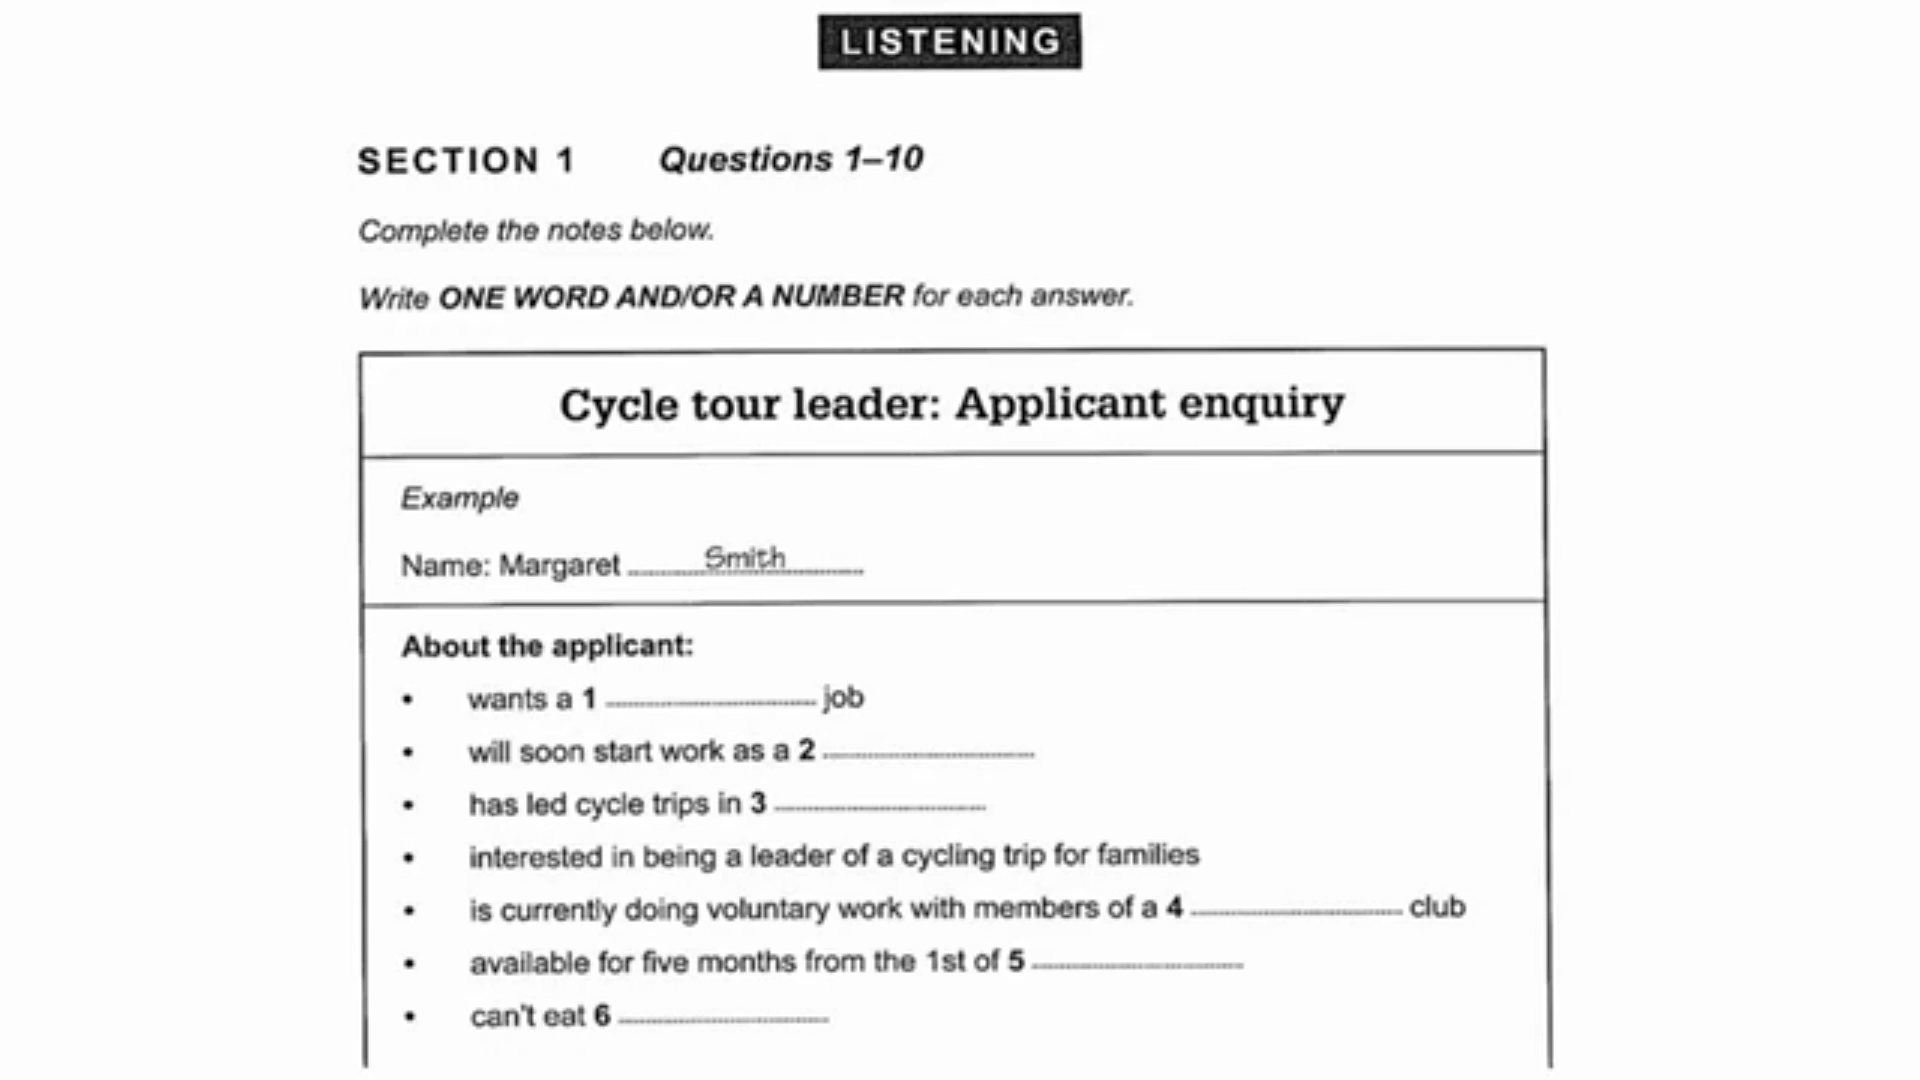 LISTENING
SECTION 1 Questions 1–10
Complete the notes below.
Write ONE WORD AND/OR A NUMBER for each answer.
Cycle tour leader: Applicant enquiry
Example
Name: Margaret Smith
About the applicant:
• wants a 1 .................... job
• will soon start work as a 2 ....................
• has led cycle trips in 3 ....................
• interested in being a leader of a cycling trip for families
• is currently doing voluntary work with members of a 4 .................... club
• available for five months from the 1st of 5 ....................
• can't eat 6 ....................